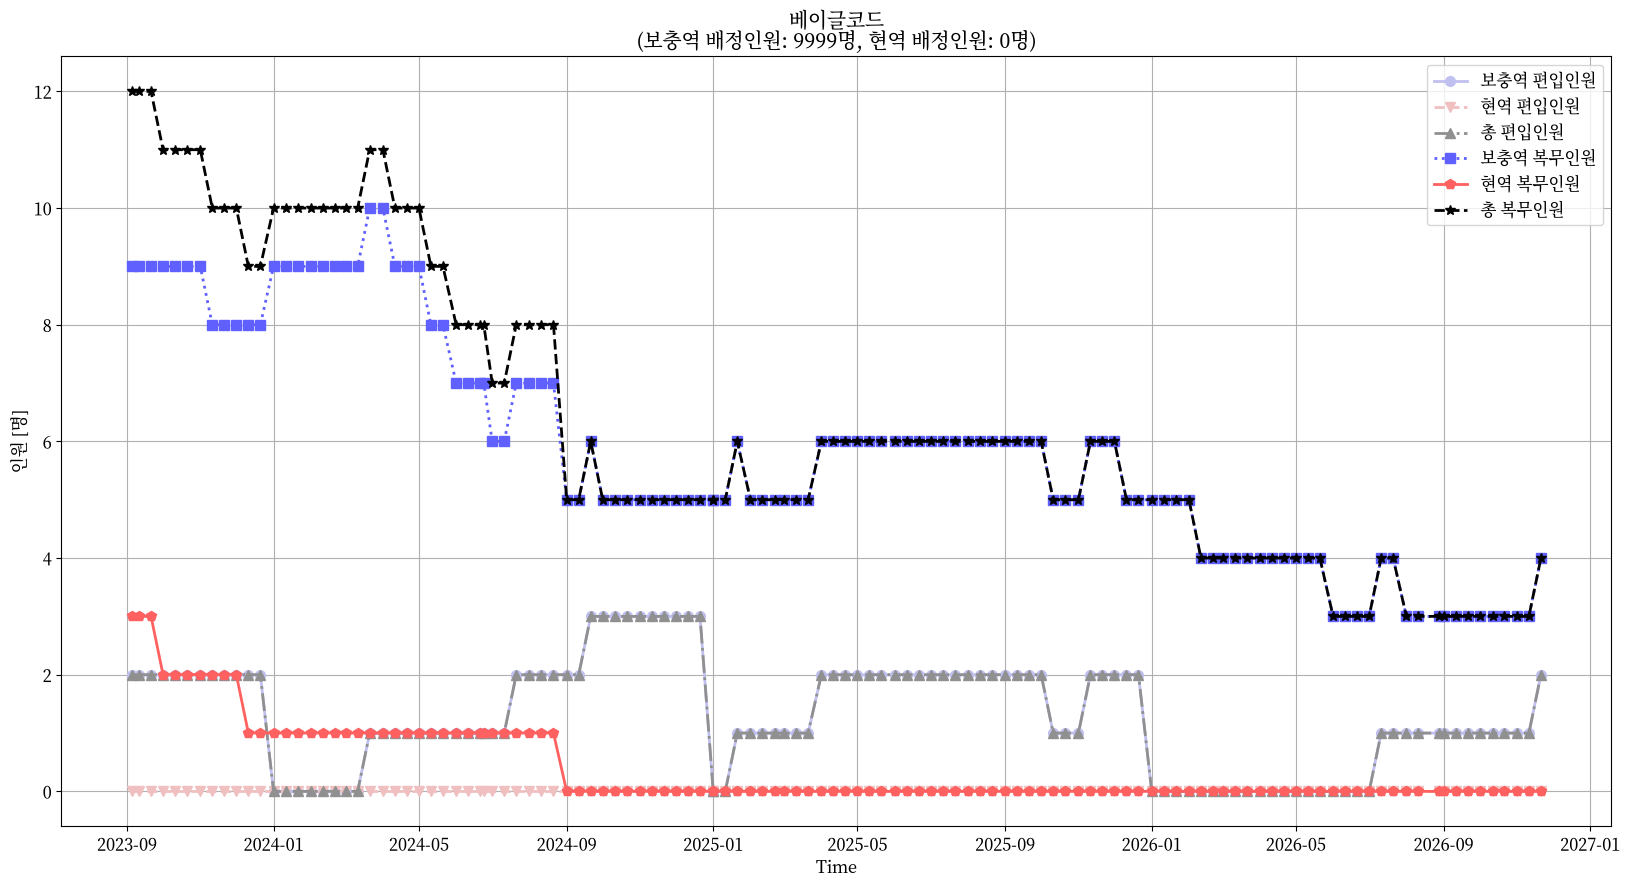 베이글코드
(보충역 배정인원: 9999명, 현역 배정인원: 0명)
보충역 편입인원
현역 편입인원
총 편입인원
보충역 복무인원
현역 복무인원
총 복무인원
인원 [명]
12
10
8
6
4
2
0
2023-09
2024-01
2024-05
2024-09
2025-01
2025-05
2025-09
2026-01
2026-05
2026-09
2027-01
Time